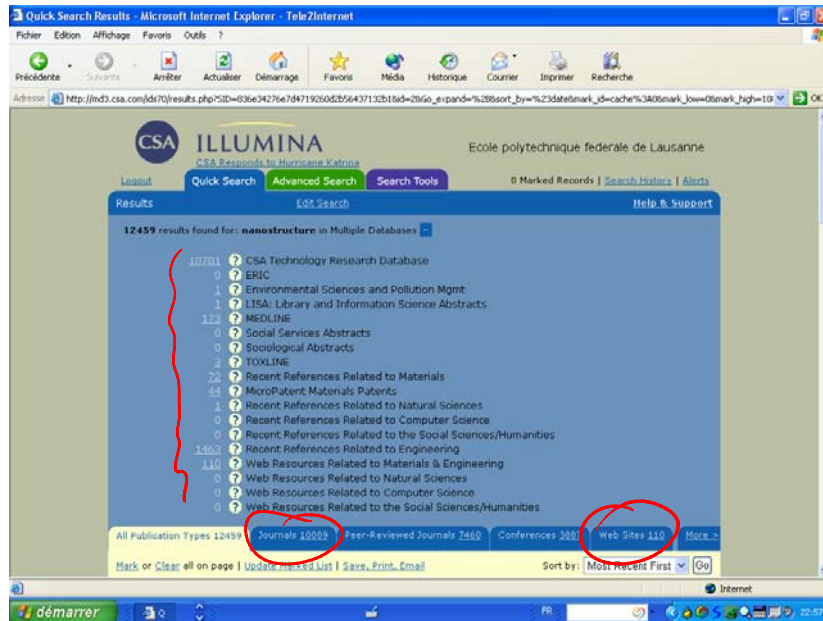 Quick Search Results - Microsoft Internet Explorer - Tele2Internet
Fichier Edition Affichage Favoris Outils ?
Précédente Suivante Arrêter Actualiser Démarrage Favoris Média Historique Courrier Imprimer Recherche
Adresse OK
CSA ILLUMINA
CSA Responds to Hurricane Katrina
Ecole polytechnique federale de Lausanne
Logout Quick Search Advanced Search Search Tools 0 Marked Records | Search History | Alerts
Results Edit Search Help & Support
12459 results found for: nanostructure in Multiple Databases -
10701 ? CSA Technology Research Database
0 ? ERIC
1 ? Environmental Sciences and Pollution Mgmt
1 ? LISA: Library and Information Science Abstracts
173 ? MEDLINE
0 ? Social Services Abstracts
0 ? Sociological Abstracts
3 ? TOXLINE
72 ? Recent References Related to Materials
44 ? MicroPatent Materials Patents
1 ? Recent References Related to Natural Sciences
0 ? Recent References Related to Computer Science
0 ? Recent References Related to the Social Sciences/Humanities
1463 ? Recent References Related to Engineering
110 ? Web Resources Related to Materials & Engineering
0 ? Web Resources Related to Natural Sciences
0 ? Web Resources Related to Computer Science
0 ? Web Resources Related to the Social Sciences/Humanities
All Publication Types 12459 Journals 10009 Peer-Reviewed Journals 7460 Conferences Web Sites 110 More >
Mark or Clear all on page | Update Marked List | Save, Print, Email Sort by: Most Recent First Go
Internet
démarrer FR 22:57